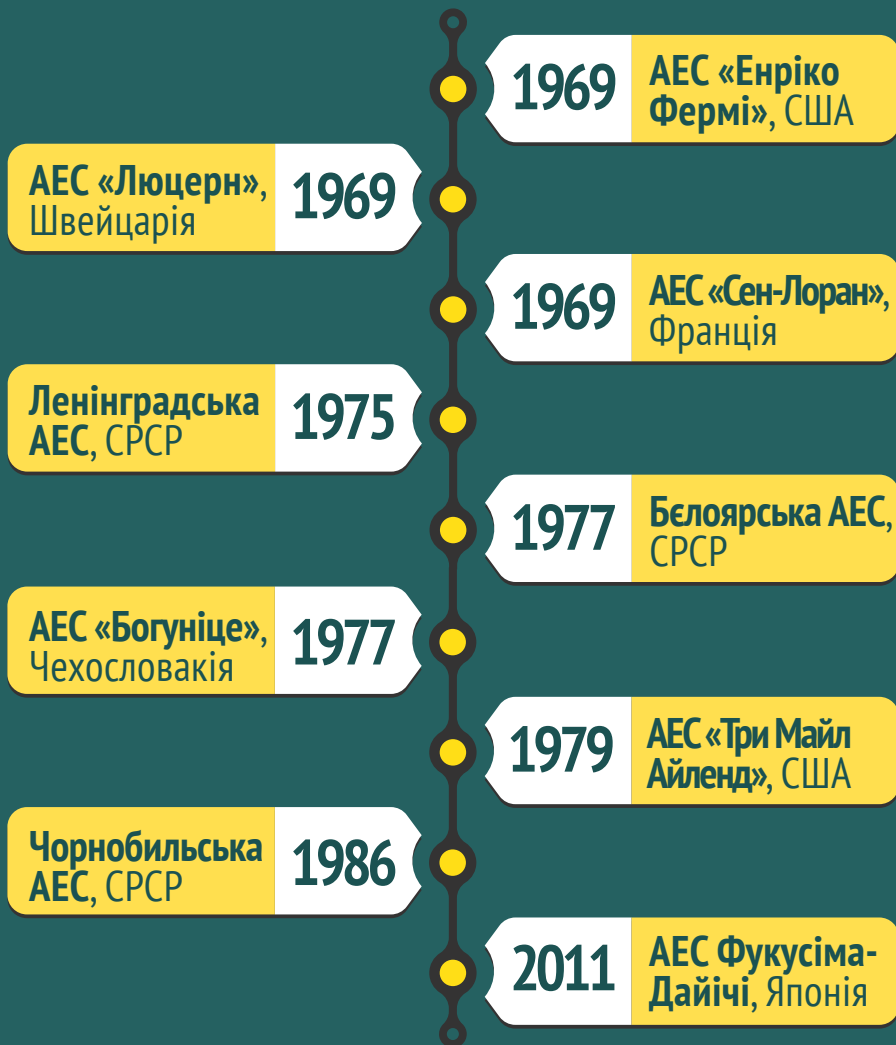 1969
АЕС «Енріко
Фермі», США
АЕС «Люцерн»,
Швейцарія
1969
1969
АЕС «Сен-Лоран»,
Франція
Ленінградська
АЕС, СРСР
1975
1977
Бєлоярська АЕС,
СРСР
АЕС «Богуніце»,
Чехословакія
1977
1979
АЕС «Три Майл
Айленд», США
Чорнобильська
АЕС, СРСР
1986
2011
АЕС Фукусіма-
Дайічі, Японія